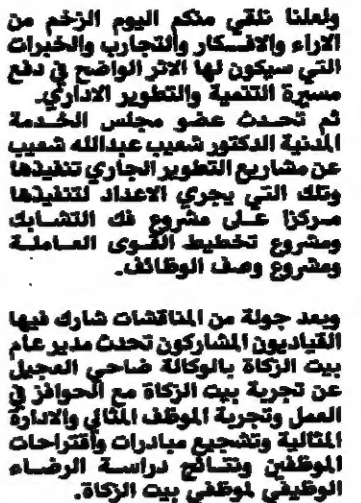 ولعلنا نلقي منكم اليوم الزخم من
الاراء والافـكار والتجارب والخبرات
التي سيكون لها الاثر الواضح في دفع
مسيرة التنمية والتطوير الاداري.
ثم تحدث عضو مجلس الخدمة
المدنية الدكتور شعيب عبدالله شعيب
عن مشاريع التطوير الجاري تنفيذها
وتلك التي يجري الاعداد لتنفيذها
مركزا على مشروع فك التشابك
ومشروع تخطيط القوى العاملة
ومشروع وصف الوظائف.
وبعد جولة من المناقشات شارك فيها
القياديون المشاركون تحدث مدير عام
بيت الزكاة بالوكالة ضاحي العجيل
عن تجربة بيت الزكاة مع الحوافز في
العمل وتجربة الموظف المثالي والادارة
المثالية وتشجيع مبادرات واقتراحات
الموظفين ونتائج دراسة الرضاء
الوظيفي لموظفي بيت الزكاة.